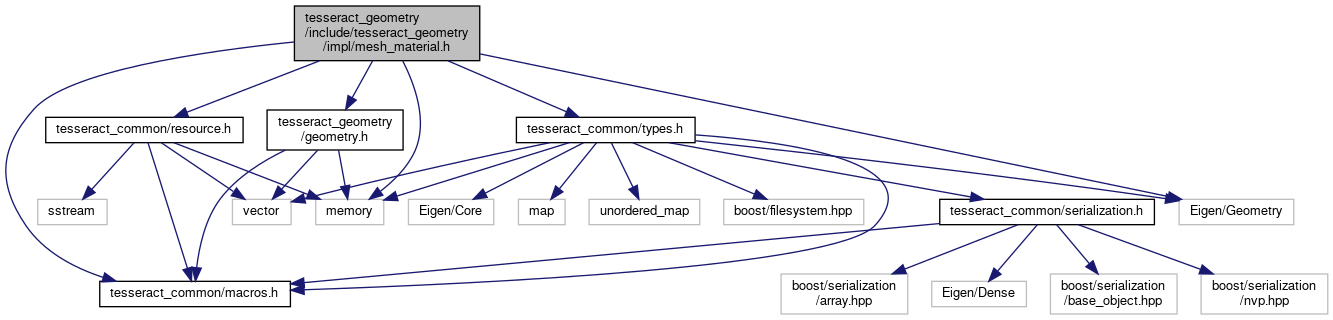 tesseract_geometry
/include/tesseract_geometry
/impl/mesh_material.h
tesseract_common/resource.h
tesseract_geometry
/geometry.h
tesseract_common/types.h
sstream
vector
memory
Eigen/Core
map
unordered_map
boost/filesystem.hpp
tesseract_common/serialization.h
Eigen/Geometry
tesseract_common/macros.h
boost/serialization
/array.hpp
Eigen/Dense
boost/serialization
/base_object.hpp
boost/serialization
/nvp.hpp